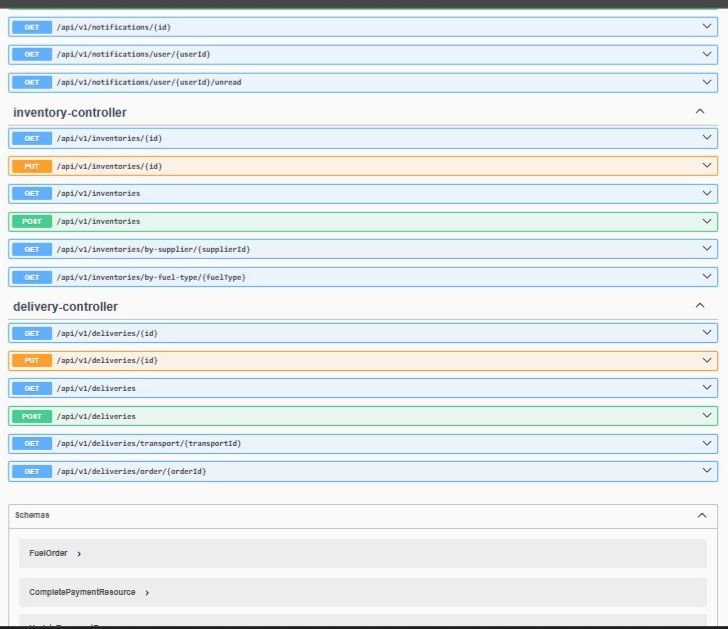 GET /api/v1/notifications/{id}
GET /api/v1/notifications/user/{userId}
GET /api/v1/notifications/user/{userId}/unread
inventory-controller
GET /api/v1/inventories/{id}
PUT /api/v1/inventories/{id}
GET /api/v1/inventories
POST /api/v1/inventories
GET /api/v1/inventories/by-supplier/{supplierId}
GET /api/v1/inventories/by-fuel-type/{fuelType}
delivery-controller
GET /api/v1/deliveries/{id}
PUT /api/v1/deliveries/{id}
GET /api/v1/deliveries
POST /api/v1/deliveries
GET /api/v1/deliveries/transport/{transportId}
GET /api/v1/deliveries/order/{orderId}
Schemas
FuelOrder
CompletePaymentResource